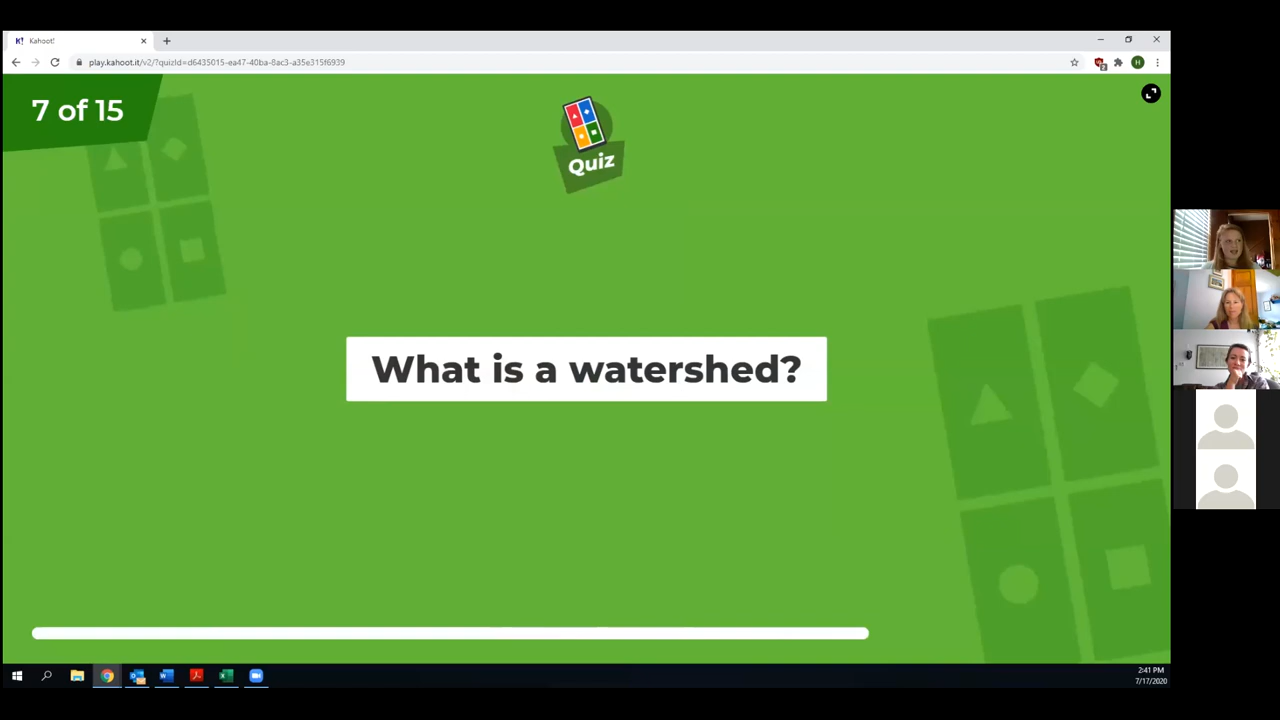 Kahoot!
play.kahoot.it/v2/?quizId=d6435015-ea47-40ba-8ac3-a35e315f6939
7 of 15
Quiz
What is a watershed?
2:41 PM
7/17/2020